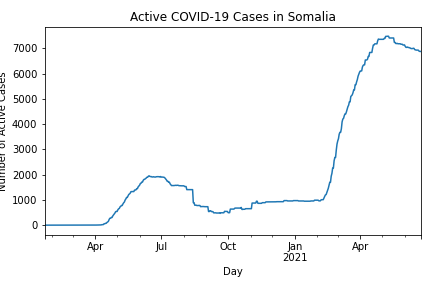 Active COVID-19 Cases in Somalia
Number of Active Cases
7000
6000
5000
4000
3000
2000
1000
0
Apr Jul Oct Jan Apr
2021
Day